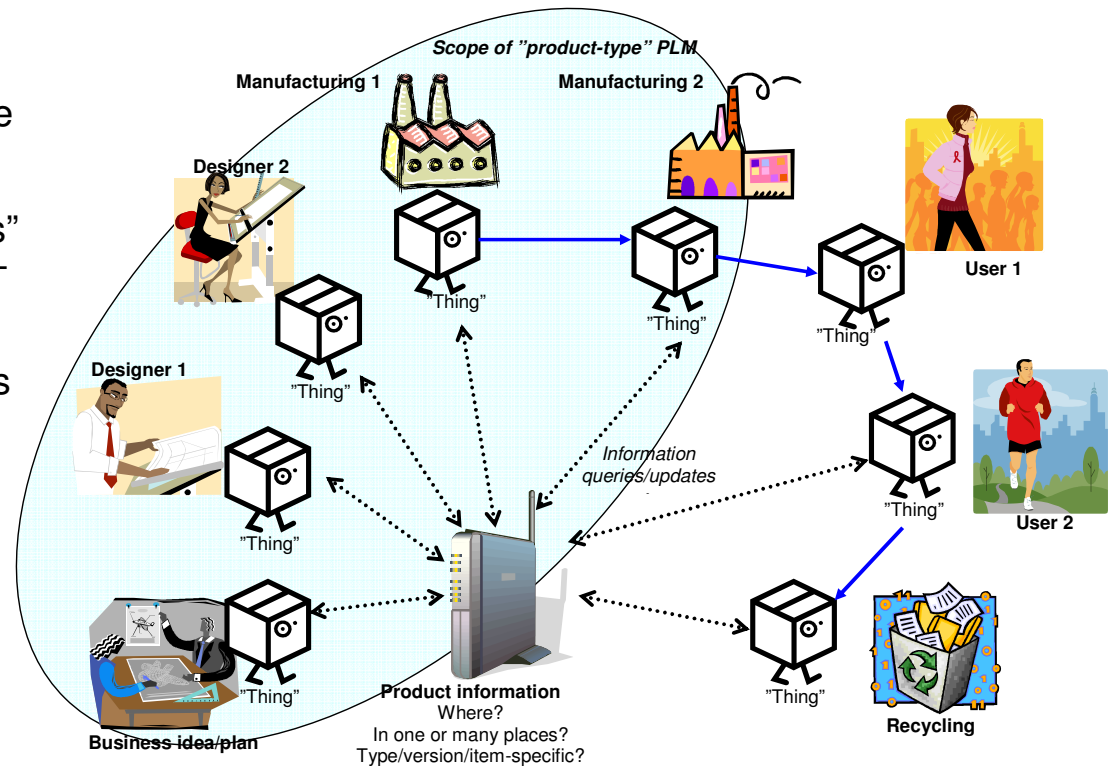 Scope of ”product-type” PLM
Manufacturing 1
Manufacturing 2
e
Designer 2
s”
User 1
”Thing”
”Thing”
”Thing”
”Thing”
Designer 1
s
Information
queries/updates
”Thing”
User 2
”Thing”
”Thing”
”Thing”
Product information
Where?
In one or many places?
Type/version/item-specific?
Business idea/plan
Recycling